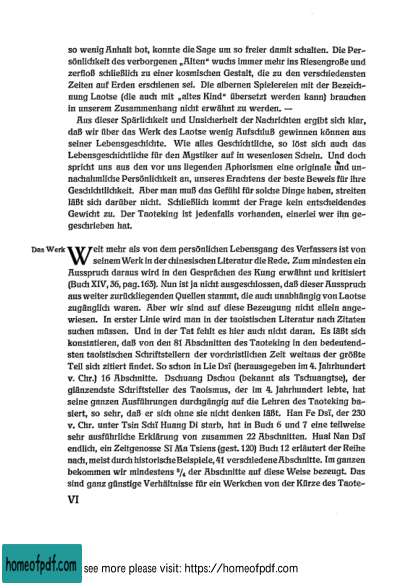 so wenig Anhalt bot, konnte die Sage um so freier damit schalten. Die Per-
sönlichkeit des verborgenen „Alten“ wuchs immer mehr ins Riesengroße und
zerfloß schließlich zu einer kosmischen Gestalt, die zu den verschiedensten
Zeiten auf Erden erschienen sei. Die albernen Spielereien mit der Bezeich-
nung Laotse (die auch mit „altes Kind“ übersetzt werden kann) brauchen
in unserem Zusammenhang nicht erwähnt zu werden. —
Aus dieser Spärlichkeit und Unsicherheit der Nachrichten ergibt sich klar,
daß wir über das Werk des Laotse wenig Aufschluß gewinnen können aus
seiner Lebensgeschichte. Wie alles Geschichtliche, so löst sich auch das
Lebensgeschichtliche für den Mystiker auf in wesenlosen Schein. Und doch
spricht uns aus den vor uns liegenden Aphorismen eine originale und un-
nachahmliche Persönlichkeit an, unseres Erachtens der beste Beweis für ihre
Geschichtlichkeit. Aber man muß das Gefühl für solche Dinge haben, streiten
läßt sich darüber nicht. Schließlich kommt der Frage kein entscheidendes
Gewicht zu. Der Taoteking ist jedenfalls vorhanden, einerlei wer ihn ge-
geschrieben hat.
Das Werk
Weit mehr als von dem persönlichen Lebensgang des Verfassers ist von
seinem Werk in der chinesischen Literatur die Rede. Zum mindesten ein
Ausspruch daraus wird in den Gesprächen des Kung erwähnt und kritisiert
(Buch XIV, 36, pag. 163). Nun ist ja nicht ausgeschlossen, daß dieser Ausspruch
aus weiter zurückliegenden Quellen stammt, die auch unabhängig von Laotse
zugänglich waren. Aber wir sind auf diese Bezeugung nicht allein ange-
wiesen. In erster Linie wird man in der taoistischen Literatur nach Zitaten
suchen müssen. Und in der Tat fehlt es hier auch nicht daran. Es läßt sich
konstatieren, daß von den 81 Abschnitten des Taoteking in den bedeutend-
sten taoistischen Schriftstellern der vorchristlichen Zeit weitaus der größte
Teil sich zitiert findet. So schon in Lie Dsï (herausgegeben im 4. Jahrhundert
v. Chr.) 16 Abschnitte. Dschuang Dschou (bekannt als Tschuangtse), der
glänzendste Schriftsteller des Taoismus, der im 4. Jahrhundert lebte, hat
seine ganzen Ausführungen durchgängig auf die Lehren des Taoteking ba-
siert, so sehr, daß er sich ohne sie nicht denken läßt. Han Fe Dsï, der 230
v. Chr. unter Tsin Schï Huang Di starb, hat in Buch 6 und 7 eine teilweise
sehr ausführliche Erklärung von zusammen 22 Abschnitten. Huai Nan Dsï
endlich, ein Zeitgenosse Sï Ma Tsiens (gest. 120) Buch 12 erläutert der Reihe
nach, meist durch historische Beispiele, 41 verschiedene Abschnitte. Im ganzen
bekommen wir mindestens ³/₄ der Abschnitte auf diese Weise bezeugt. Das
sind ganz günstige Verhältnisse für ein Werkchen von der Kürze des Taote-
VI
homeofpdf.com
see more please visit: https://homeofpdf.com